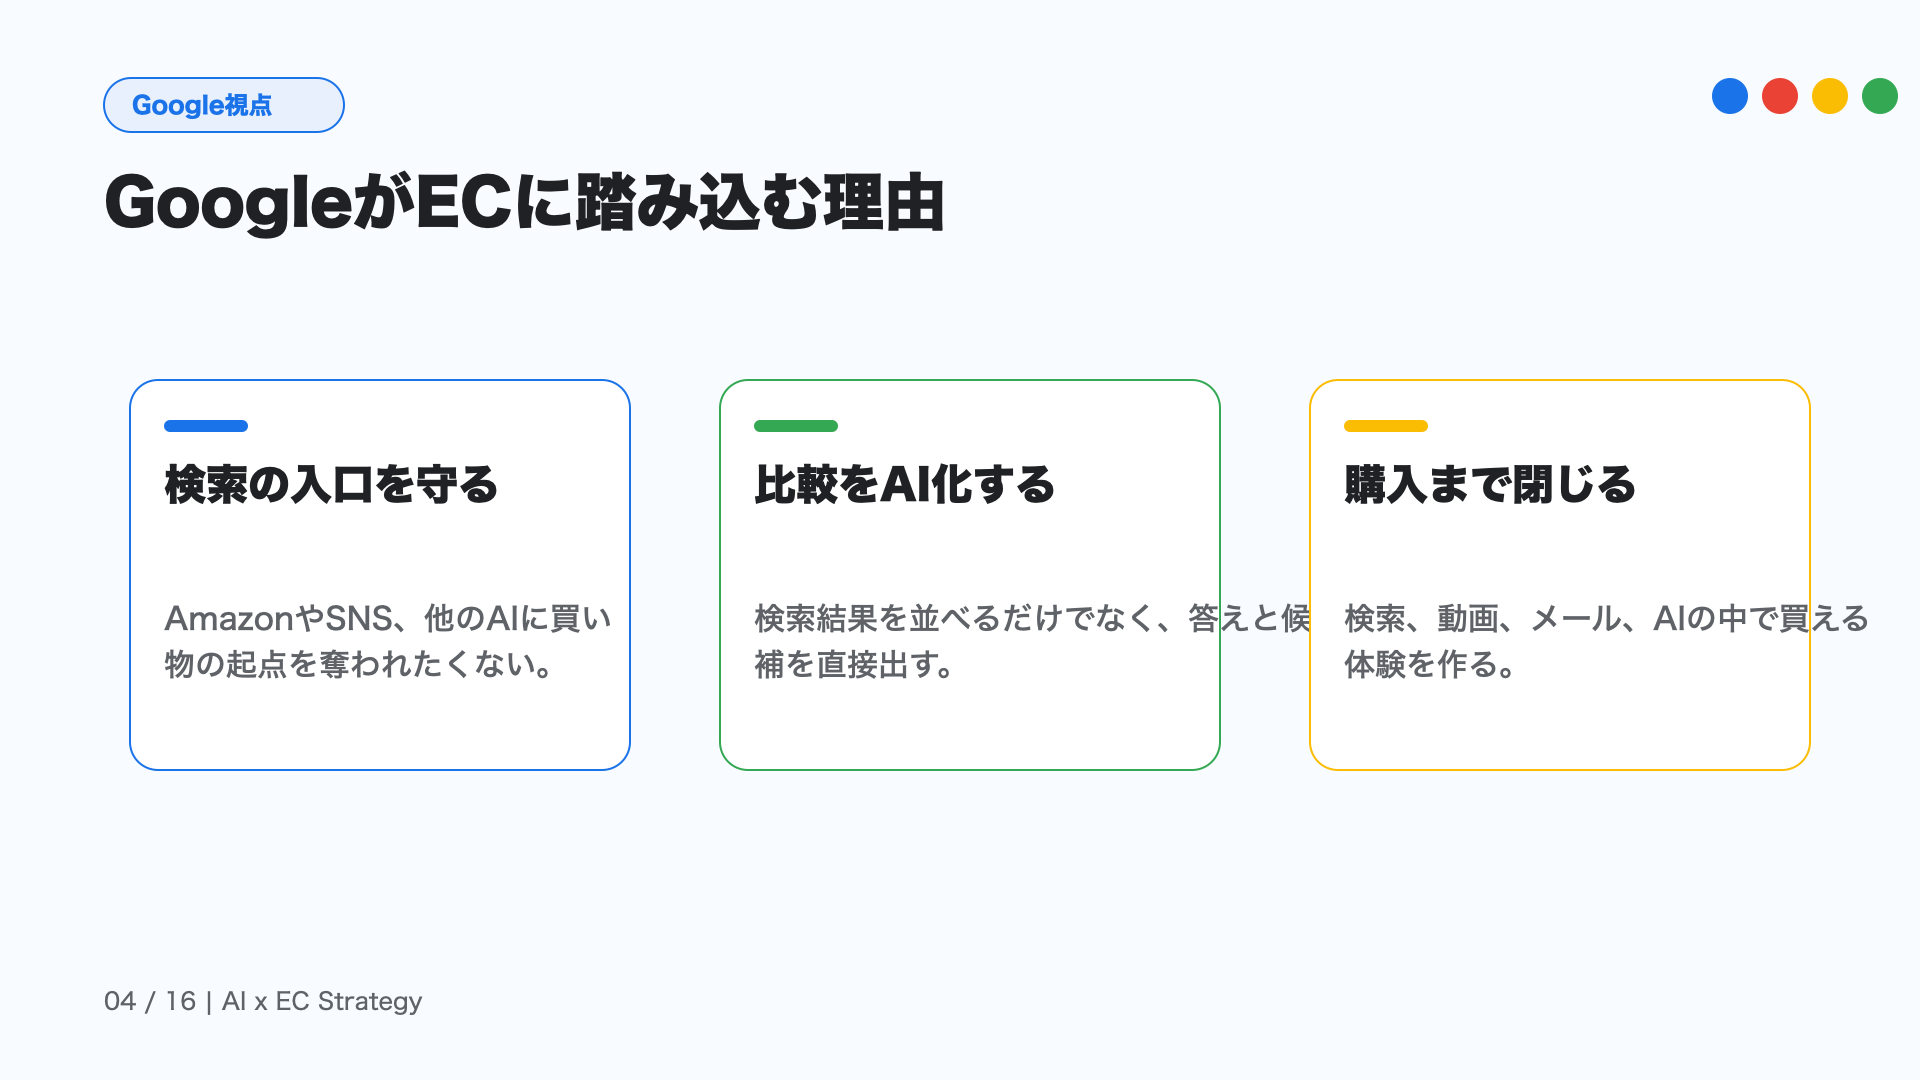 Google視点
GoogleがECに踏み込む理由
検索の入口を守る
AmazonやSNS、他のAIに買い
物の起点を奪われたくない。
比較をAI化する
検索結果を並べるだけでなく、答えと候
補を直接出す。
購入まで閉じる
検索、動画、メール、AIの中で買える
体験を作る。
04 / 16 | AI x EC Strategy